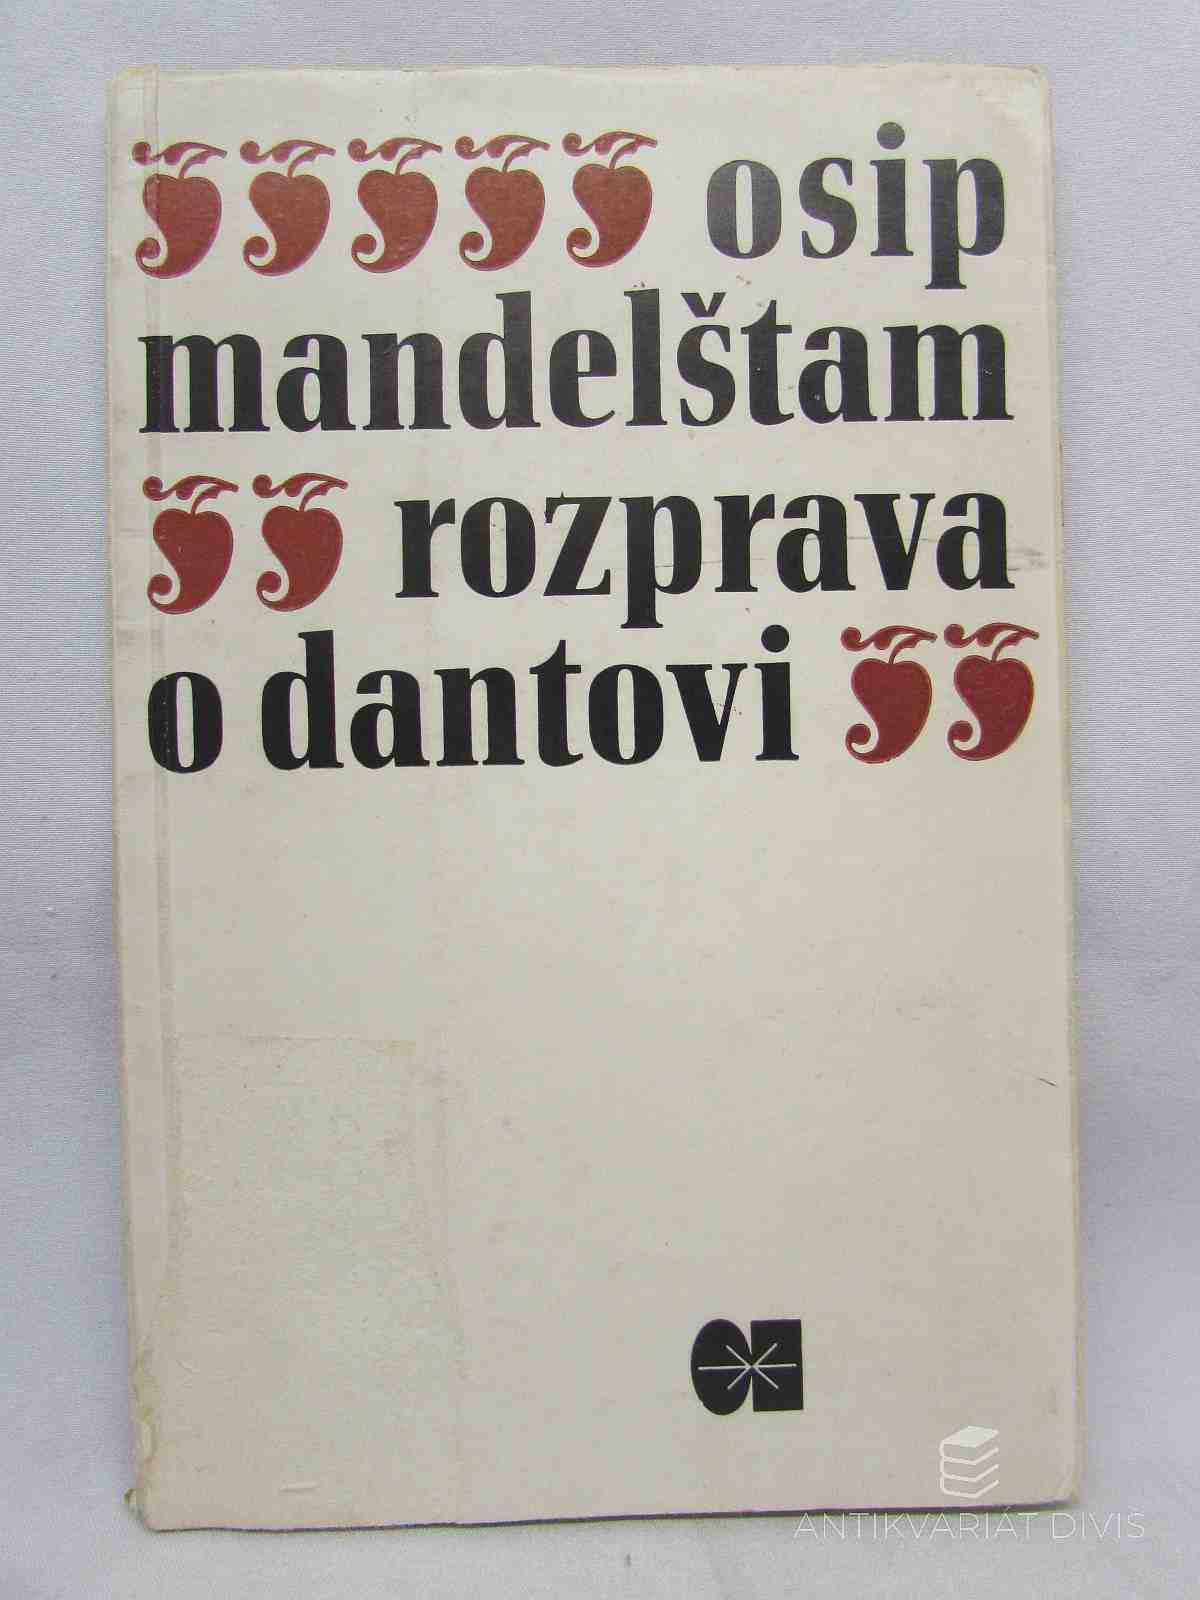 osip
mandelštam
rozprava
o dantovi
ANTIKVARIÁT DIVIŠ